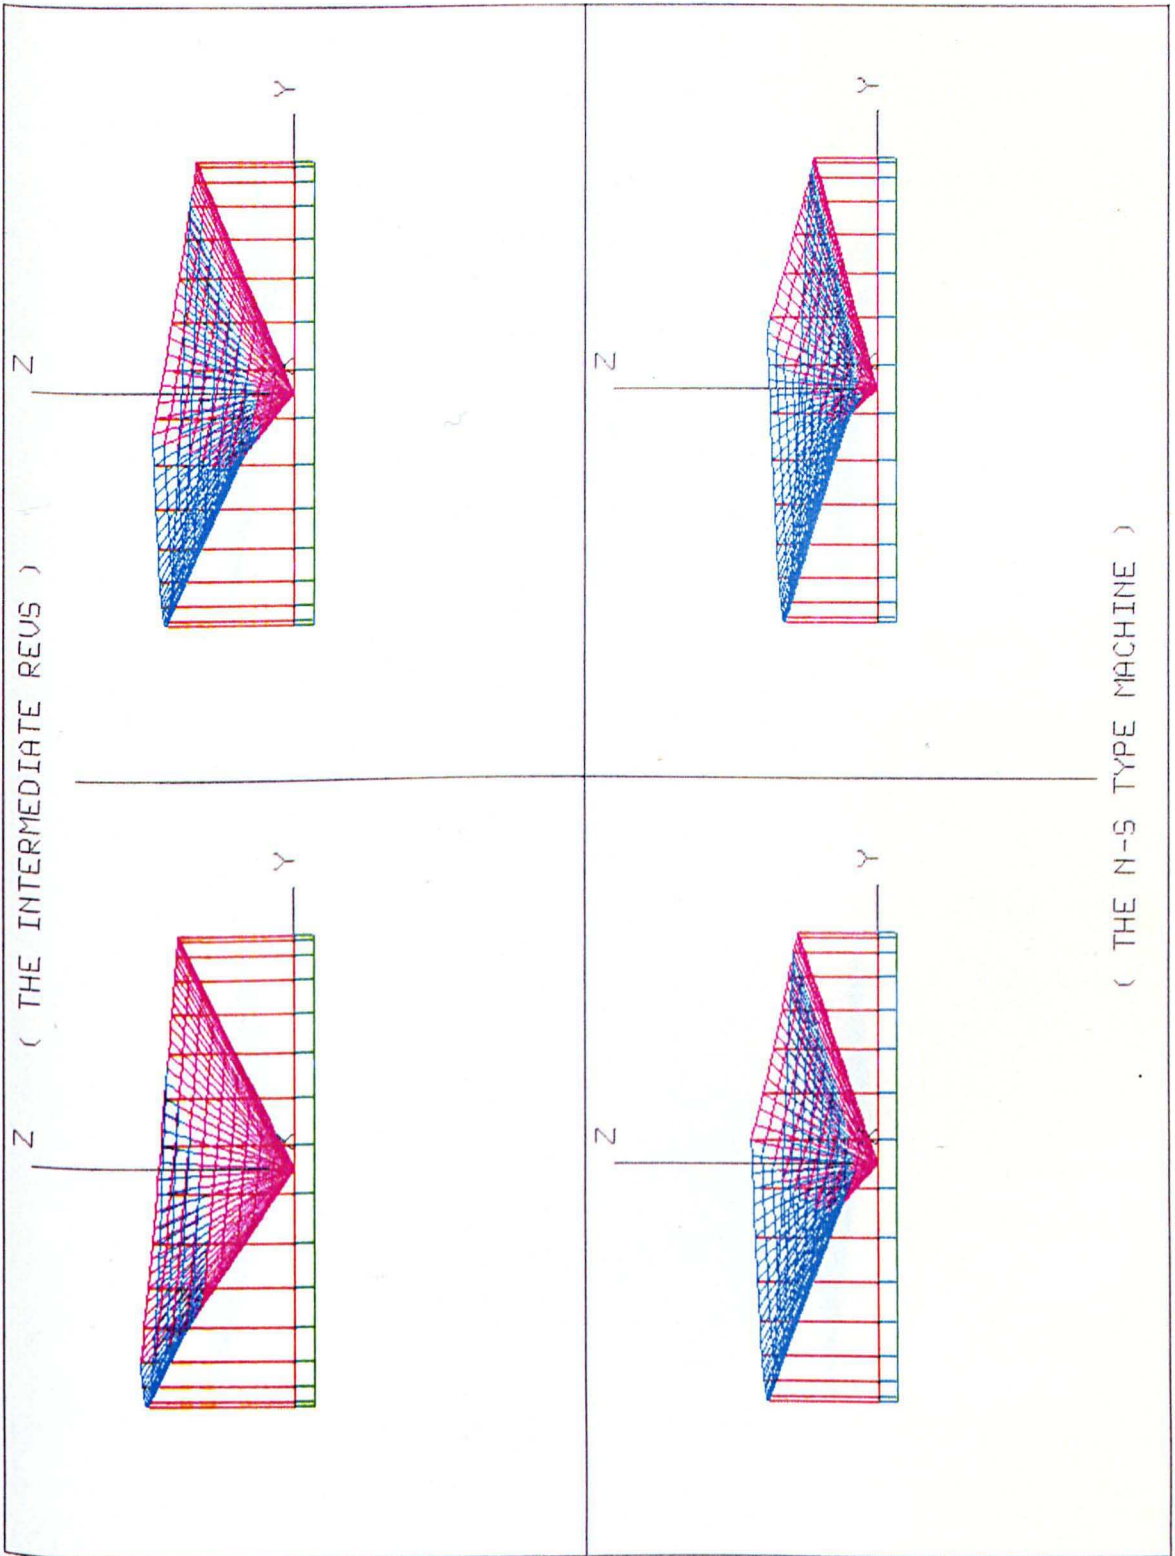 ( THE INTERMEDIATE REVS )
Z
Y
Z
Y
Z
Y
Z
Y
( THE N-S TYPE MACHINE )